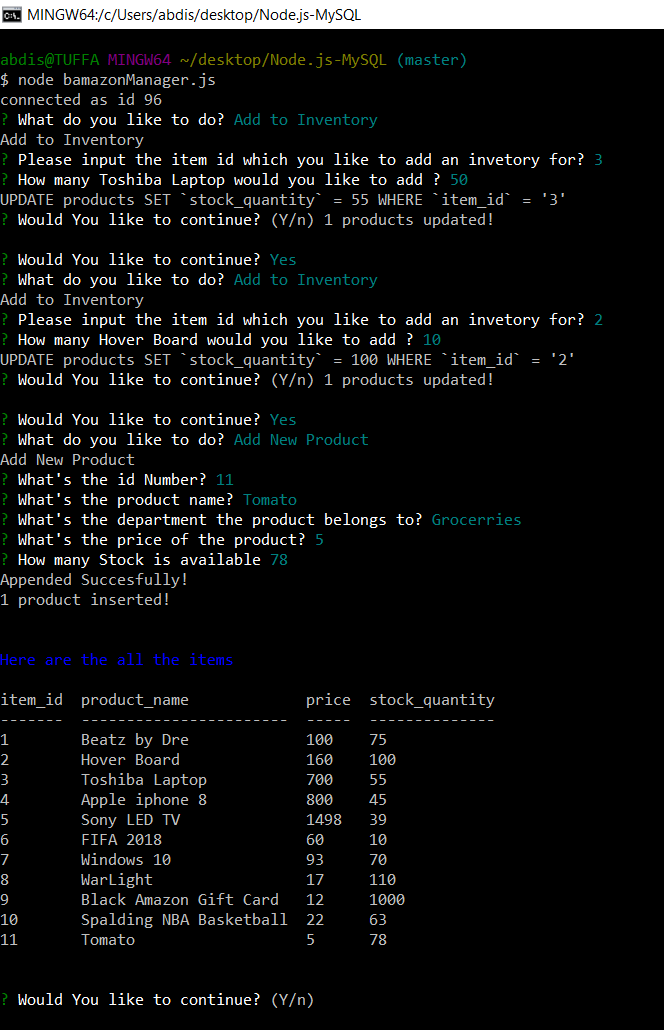 MINGW64:/c/Users/abdis/desktop/Node.js-MySQL
abdis@TUFFA MINGW64 ~/desktop/Node.js-MySQL (master)
$ node bamazonManager.js
connected as id 96
? What do you like to do? Add to Inventory
Add to Inventory
? Please input the item id which you like to add an invetory for? 3
? How many Toshiba Laptop would you like to add ? 50
UPDATE products SET `stock_quantity` = 55 WHERE `item_id` = '3'
? Would You like to continue? (Y/n) 1 products updated!
? Would You like to continue? Yes
? What do you like to do? Add to Inventory
Add to Inventory
? Please input the item id which you like to add an invetory for? 2
? How many Hover Board would you like to add ? 10
UPDATE products SET `stock_quantity` = 100 WHERE `item_id` = '2'
? Would You like to continue? (Y/n) 1 products updated!
? Would You like to continue? Yes
? What do you like to do? Add New Product
Add New Product
? What's the id Number? 11
? What's the product name? Tomato
? What's the department the product belongs to? Grocerries
? What's the price of the product? 5
? How many Stock is available 78
Appended Succesfully!
1 product inserted!
Here are the all the items
item_id  product_name             price  stock_quantity
-------  -----------------------  -----  --------------
1        Beatz by Dre             100    75
2        Hover Board              160    100
3        Toshiba Laptop           700    55
4        Apple iphone 8           800    45
5        Sony LED TV              1498   39
6        FIFA 2018                60     10
7        Windows 10               93     70
8        WarLight                 17     110
9        Black Amazon Gift Card   12     1000
10       Spalding NBA Basketball  22     63
11       Tomato                   5      78
? Would You like to continue? (Y/n)